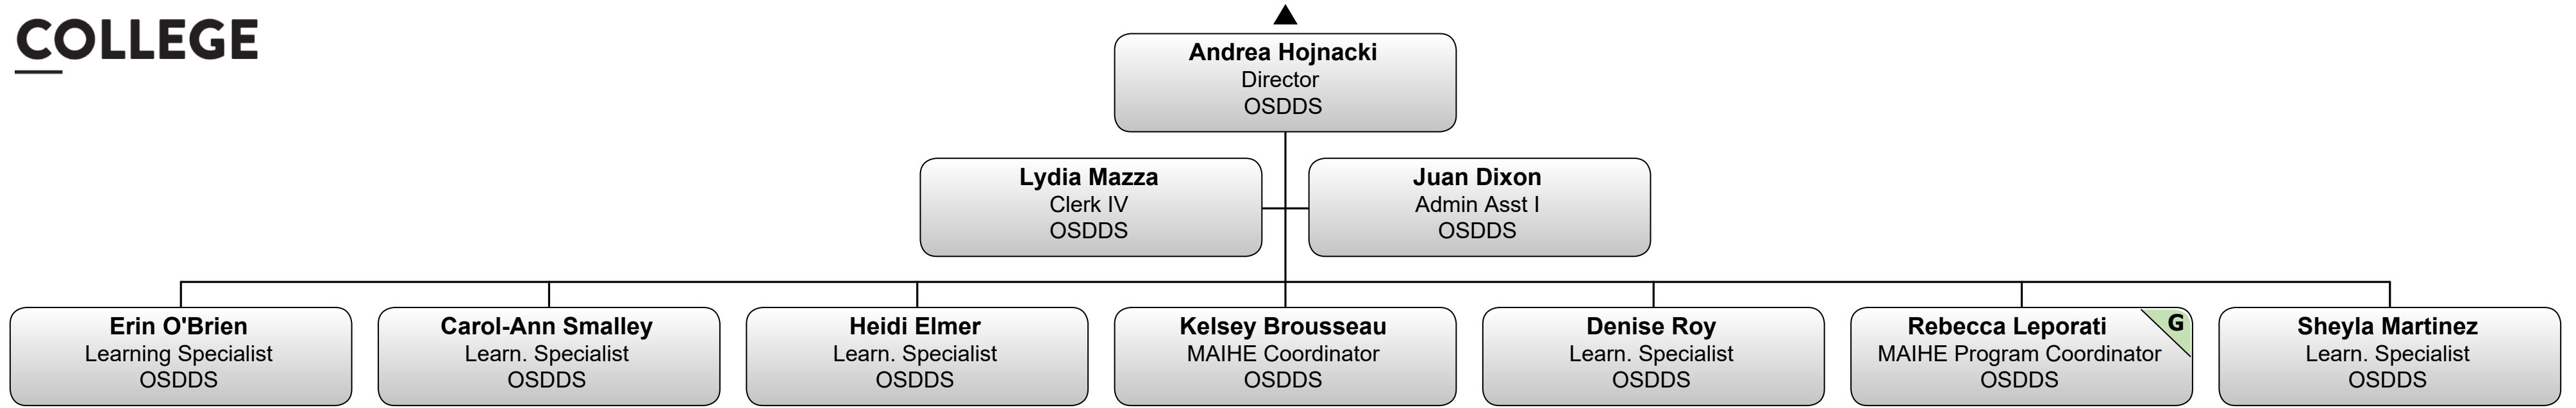 COLLEGE
Andrea Hojnacki
Director
OSDDS
Lydia Mazza
Clerk IV
OSDDS
Juan Dixon
Admin Asst I
OSDDS
Erin O'Brien
Learning Specialist
OSDDS
Carol-Ann Smalley
Learn. Specialist
OSDDS
Heidi Elmer
Learn. Specialist
OSDDS
Kelsey Brousseau
MAIHE Coordinator
OSDDS
Denise Roy
Learn. Specialist
OSDDS
Rebecca Leporati
MAIHE Program Coordinator
OSDDS
G
Sheyla Martinez
Learn. Specialist
OSDDS